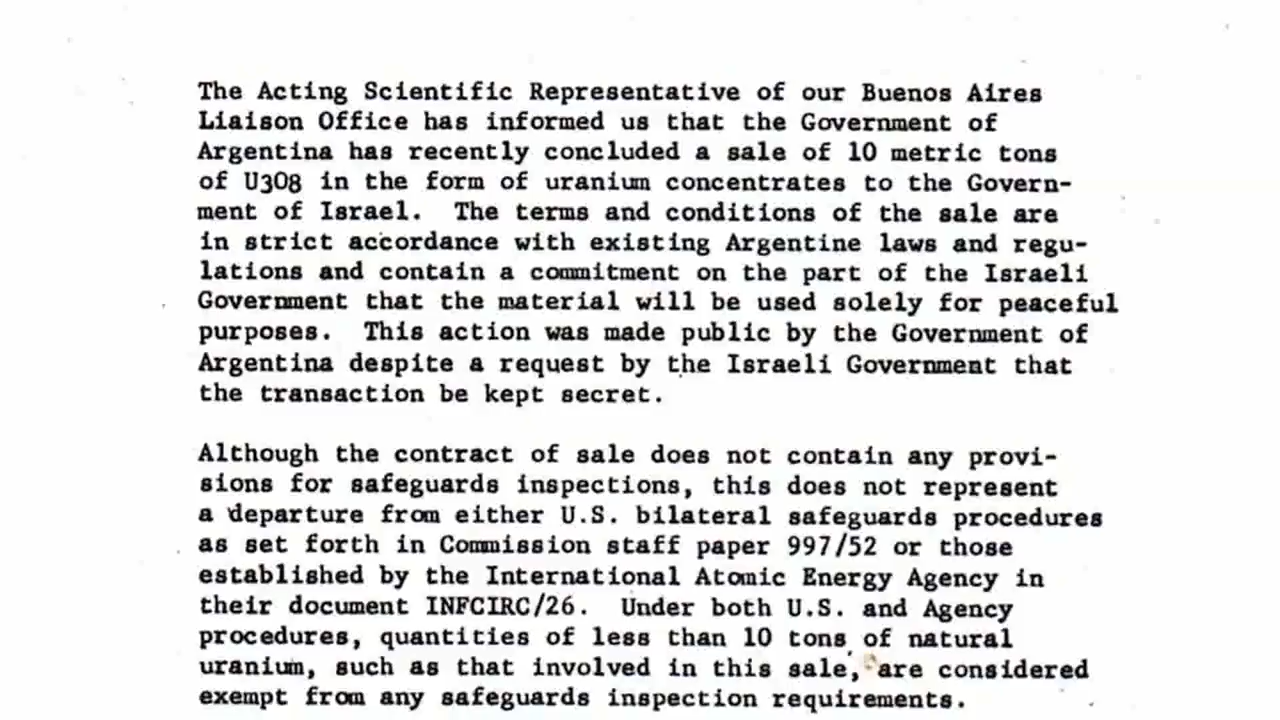 The Acting Scientific Representative of our Buenos Aires
Liaison Office has informed us that the Government of
Argentina has recently concluded a sale of 10 metric tons
of U308 in the form of uranium concentrates to the Govern-
ment of Israel. The terms and conditions of the sale are
in strict accordance with existing Argentine laws and regu-
lations and contain a commitment on the part of the Israeli
Government that the material will be used solely for peaceful
purposes. This action was made public by the Government of
Argentina despite a request by the Israeli Government that
the transaction be kept secret.
Although the contract of sale does not contain any provi-
sions for safeguards inspections, this does not represent
a departure from either U.S. bilateral safeguards procedures
as set forth in Commission staff paper 997/52 or those
established by the International Atomic Energy Agency in
their document INFCIRC/26. Under both U.S. and Agency
procedures, quantities of less than 10 tons of natural
uranium, such as that involved in this sale, are considered
exempt from any safeguards inspection requirements.